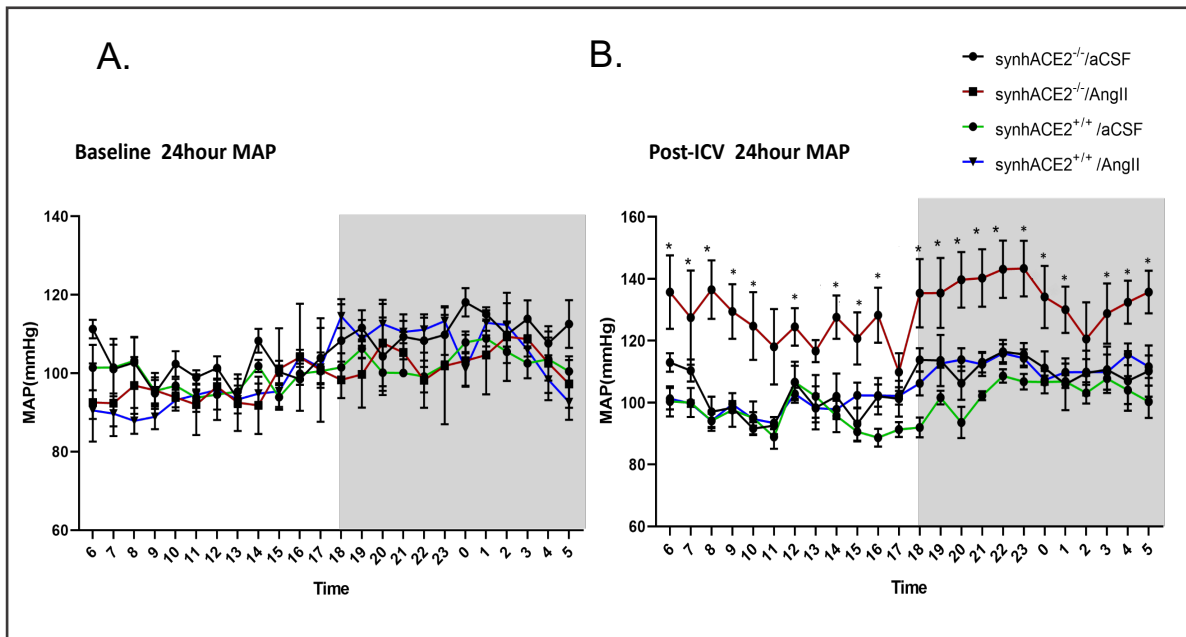 A.
B.
synhACE2-/-/aCSF
synhACE2-/-/AngII
synhACE2+/+/aCSF
synhACE2+/+/AngII
Baseline 24hour MAP
Post-ICV 24hour MAP
MAP(mmHg)
140
120
100
80
60
6 7 8 9 10 11 12 13 14 15 16 17 18 19 20 21 22 23 0 1 2 3 4 5
Time
MAP(mmHg)
160
140
120
100
80
60
* * * * * * * * * * * * * * * * * * * *
6 7 8 9 10 11 12 13 14 15 16 17 18 19 20 21 22 23 0 1 2 3 4 5
Time